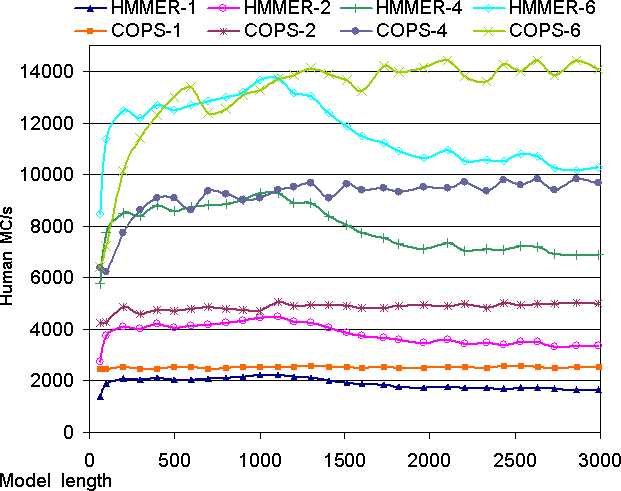 HMMER-1 HMMER-2 HMMER-4 HMMER-6
COPS-1 COPS-2 COPS-4 COPS-6
14000
12000
10000
8000
6000
4000
2000
0
Human MC/s
0 500 1000 1500 2000 2500 3000
Model length